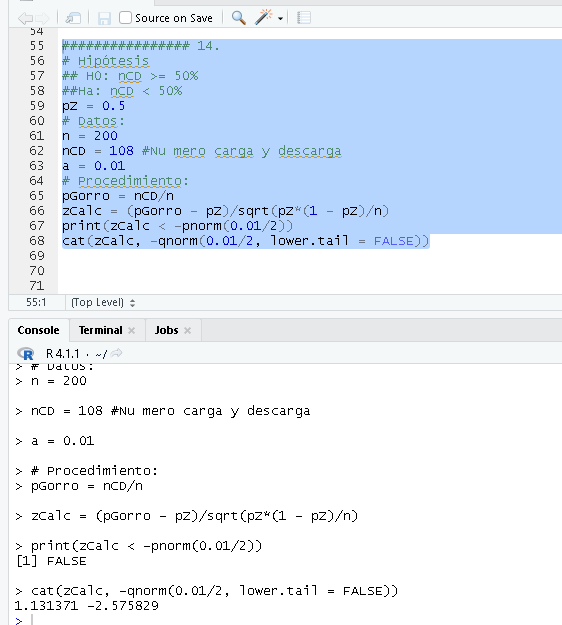 Source on Save
54
55 ############### 14.
56 # Hipótesis
57 ## H0: nCD >= 50%
58 ##Ha: nCD < 50%
59 pZ = 0.5
60 # Datos:
61 n = 200
62 nCD = 108 #Nu mero carga y descarga
63 a = 0.01
64 # Procedimiento:
65 pGorro = nCD/n
66 zCalc = (pGorro - pZ)/sqrt(pZ*(1 - pZ)/n)
67 print(zCalc < -pnorm(0.01/2))
68 cat(zCalc, -qnorm(0.01/2, lower.tail = FALSE))
69
70
71
55:1 (Top Level)
Console Terminal Jobs
R R 4.1.1 · ~/
> # Datos:
> n = 200
> nCD = 108 #Nu mero carga y descarga
> a = 0.01
> # Procedimiento:
> pGorro = nCD/n
> zCalc = (pGorro - pZ)/sqrt(pZ*(1 - pZ)/n)
> print(zCalc < -pnorm(0.01/2))
[1] FALSE
> cat(zCalc, -qnorm(0.01/2, lower.tail = FALSE))
1.131371 -2.575829
>